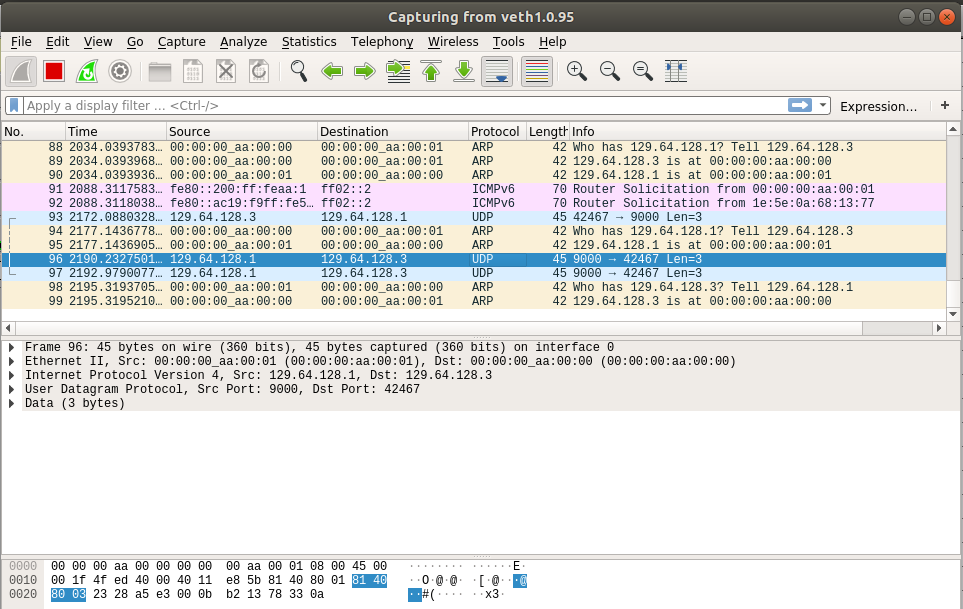 Capturing from veth1.0.95
File Edit View Go Capture Analyze Statistics Telephony Wireless Tools Help
Apply a display filter ... <Ctrl-/> Expression... +
No. Time Source Destination Protocol Length Info
88 2034.0393783... 00:00:00_aa:00:00 00:00:00_aa:00:01 ARP 42 Who has 129.64.128.1? Tell 129.64.128.3
89 2034.0393968... 00:00:00_aa:00:00 00:00:00_aa:00:01 ARP 42 129.64.128.3 is at 00:00:00:aa:00:00
90 2034.0393936... 00:00:00_aa:00:01 00:00:00_aa:00:00 ARP 42 129.64.128.1 is at 00:00:00:aa:00:01
91 2088.3117583... fe80::200:ff:feaa:1 ff02::2 ICMPv6 70 Router Solicitation from 00:00:00:aa:00:01
92 2088.3118038... fe80::ac19:f9ff:fe5... ff02::2 ICMPv6 70 Router Solicitation from 1e:5e:0a:68:13:77
93 2172.0880328... 129.64.128.3 129.64.128.1 UDP 45 42467 → 9000 Len=3
94 2177.1436778... 00:00:00_aa:00:00 00:00:00_aa:00:01 ARP 42 Who has 129.64.128.1? Tell 129.64.128.3
95 2177.1436905... 00:00:00_aa:00:01 00:00:00_aa:00:00 ARP 42 129.64.128.1 is at 00:00:00:aa:00:01
96 2190.2327501... 129.64.128.1 129.64.128.3 UDP 45 9000 → 42467 Len=3
97 2192.9790077... 129.64.128.1 129.64.128.3 UDP 45 9000 → 42467 Len=3
98 2195.3193705... 00:00:00_aa:00:01 00:00:00_aa:00:00 ARP 42 Who has 129.64.128.3? Tell 129.64.128.1
99 2195.3195210... 00:00:00_aa:00:00 00:00:00_aa:00:01 ARP 42 129.64.128.3 is at 00:00:00:aa:00:00
Frame 96: 45 bytes on wire (360 bits), 45 bytes captured (360 bits) on interface 0
Ethernet II, Src: 00:00:00_aa:00:01 (00:00:00:aa:00:01), Dst: 00:00:00_aa:00:00 (00:00:00:aa:00:00)
Internet Protocol Version 4, Src: 129.64.128.1, Dst: 129.64.128.3
User Datagram Protocol, Src Port: 9000, Dst Port: 42467
Data (3 bytes)
0000 00 00 00 aa 00 00 00 00 00 aa 00 01 08 00 45 00 ········ ······E·
0010 00 1f 4f ed 40 00 40 11 e8 5b 81 40 80 01 81 40 ··O·@·@· ·[·@···@
0020 80 03 23 28 a5 e3 00 0b b2 13 78 33 0a ··#(···· ··x3·